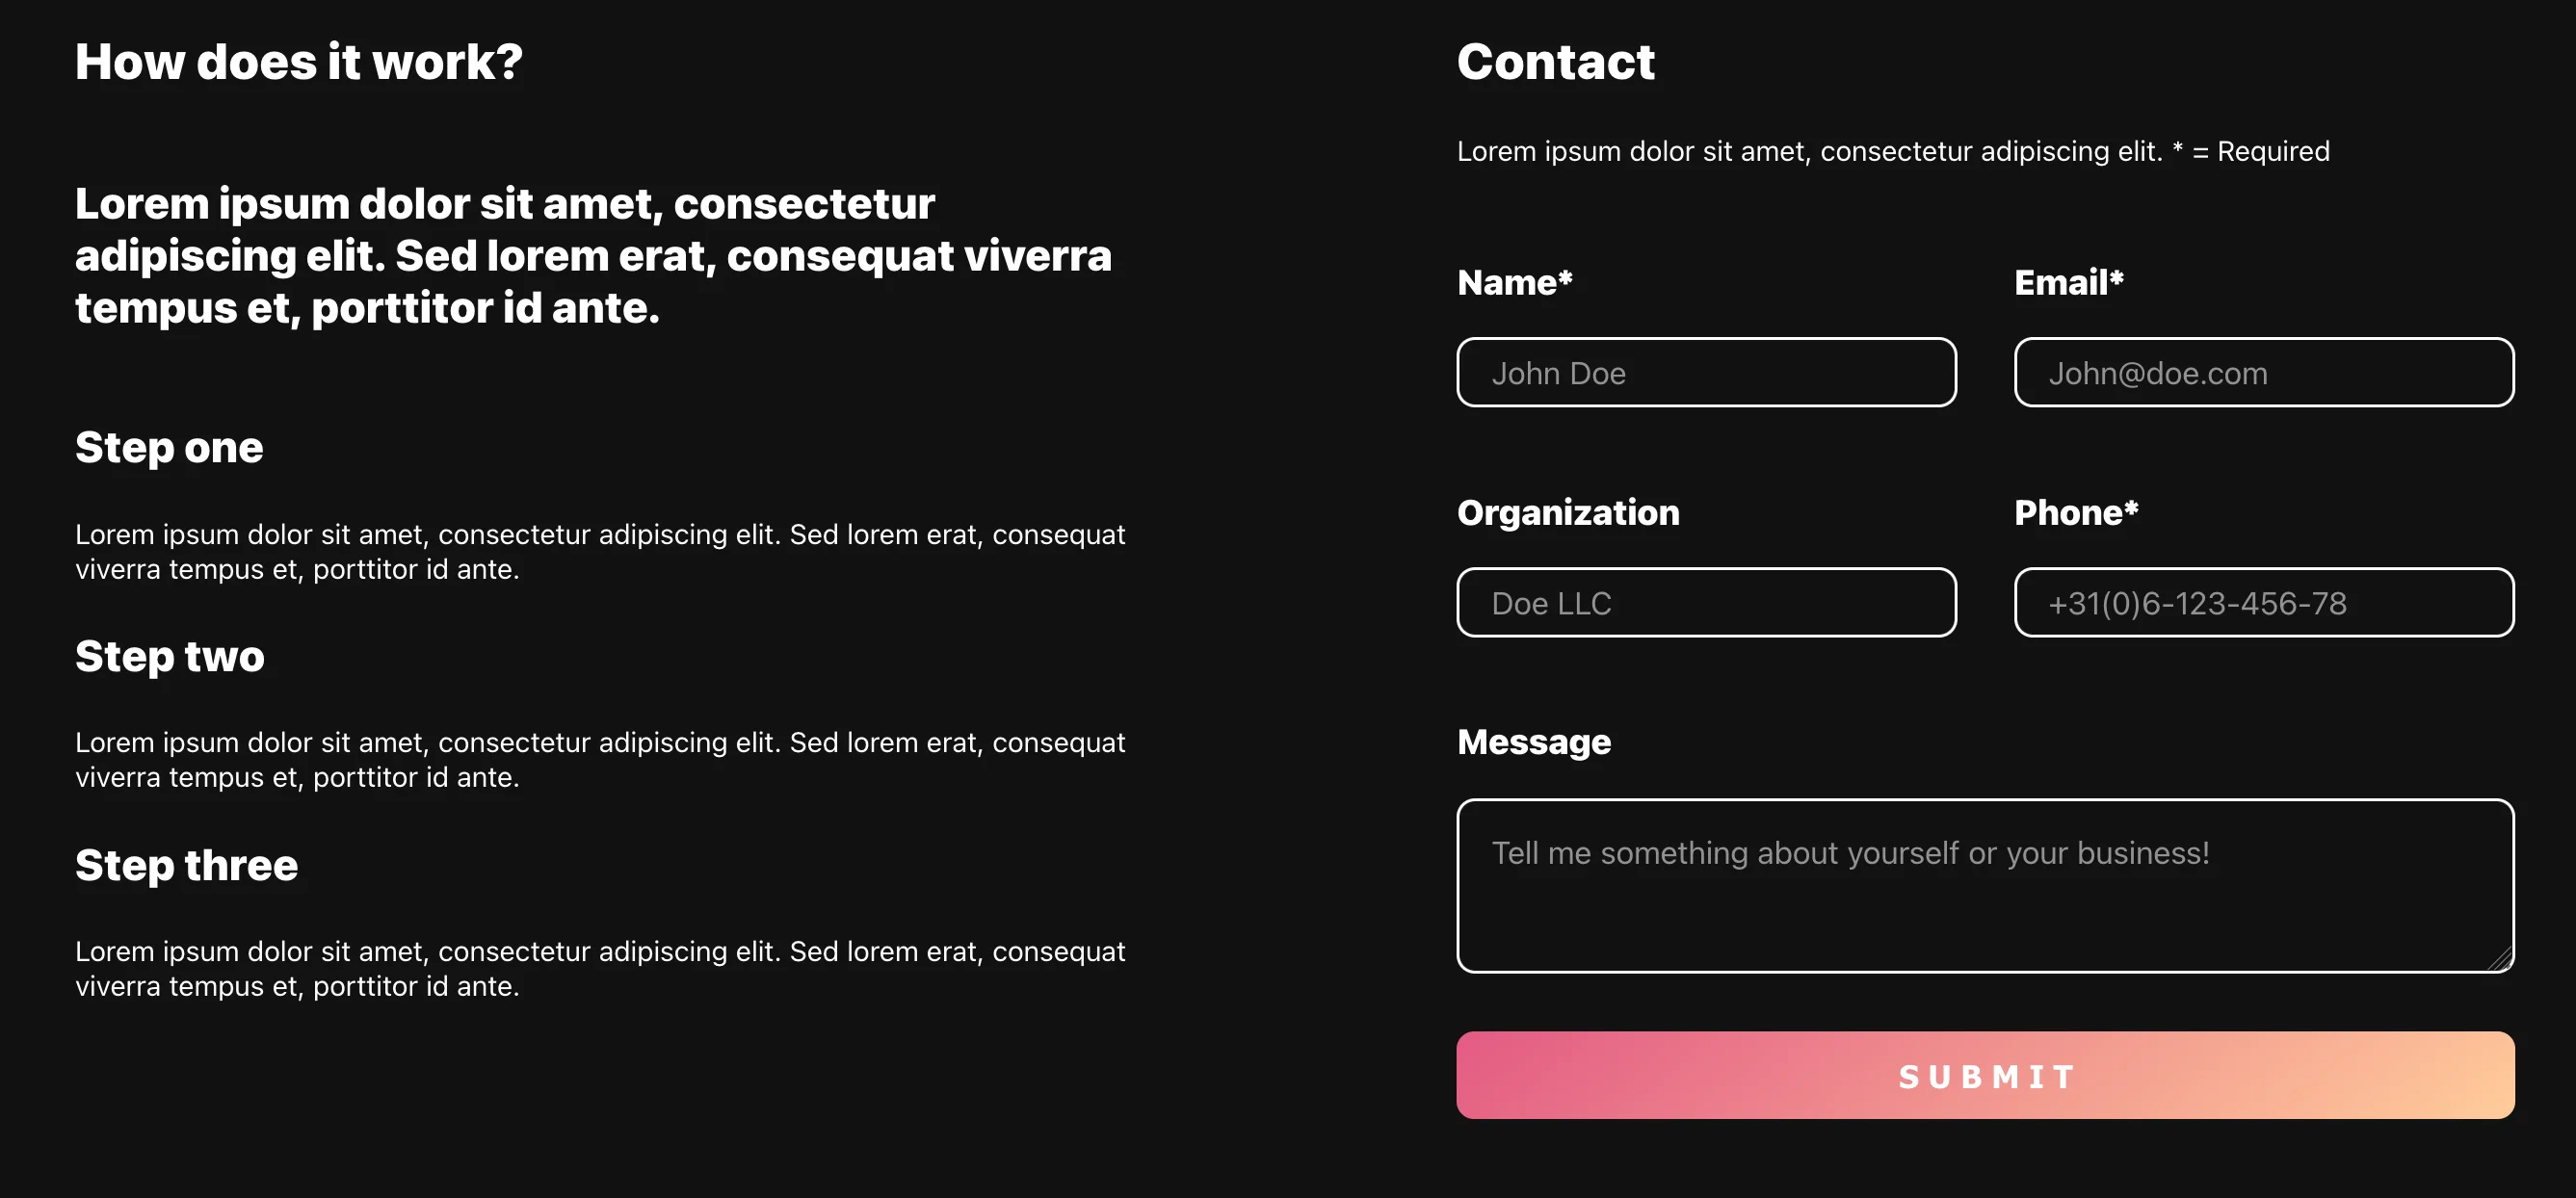 How does it work?
Lorem ipsum dolor sit amet, consectetur
adipiscing elit. Sed lorem erat, consequat viverra
tempus et, porttitor id ante.
Step one
Lorem ipsum dolor sit amet, consectetur adipiscing elit. Sed lorem erat, consequat
viverra tempus et, porttitor id ante.
Step two
Lorem ipsum dolor sit amet, consectetur adipiscing elit. Sed lorem erat, consequat
viverra tempus et, porttitor id ante.
Step three
Lorem ipsum dolor sit amet, consectetur adipiscing elit. Sed lorem erat, consequat
viverra tempus et, porttitor id ante.
Contact
Lorem ipsum dolor sit amet, consectetur adipiscing elit. * = Required
Name*
John Doe
Email*
John@doe.com
Organization
Doe LLC
Phone*
+31(0)6-123-456-78
Message
Tell me something about yourself or your business!
SUBMIT